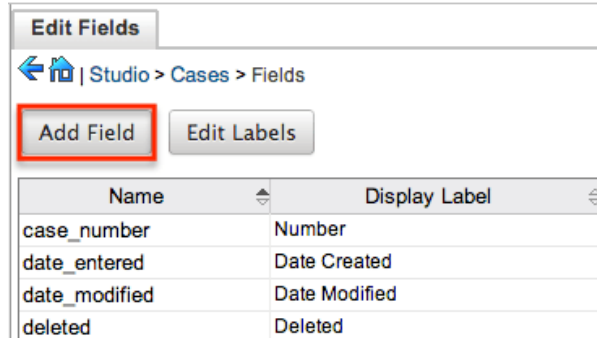 Edit Fields
| Studio > Cases > Fields
Add Field Edit Labels
Name Display Label
case_number Number
date_entered Date Created
date_modified Date Modified
deleted Deleted